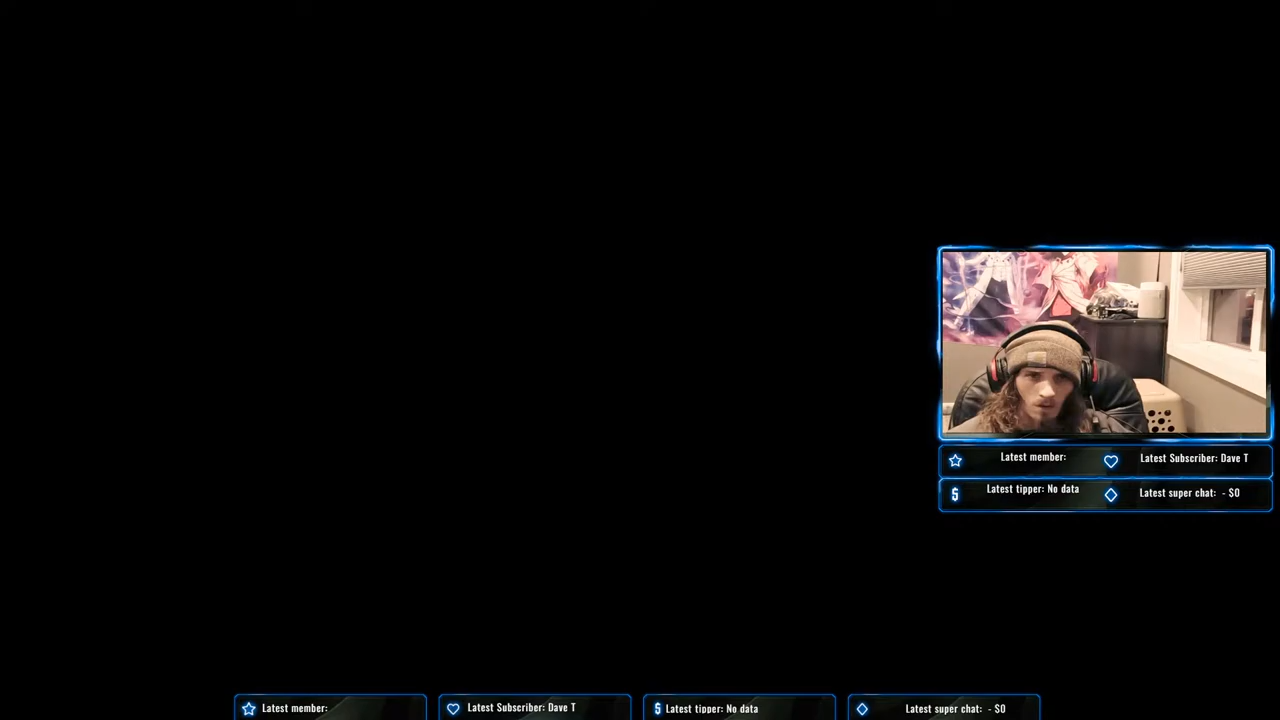 Latest member:
Latest Subscriber: Dave T
Latest tipper: No data
Latest super chat: - $0
Latest member:
Latest Subscriber: Dave T
$ Latest tipper: No data
Latest super chat: - $0